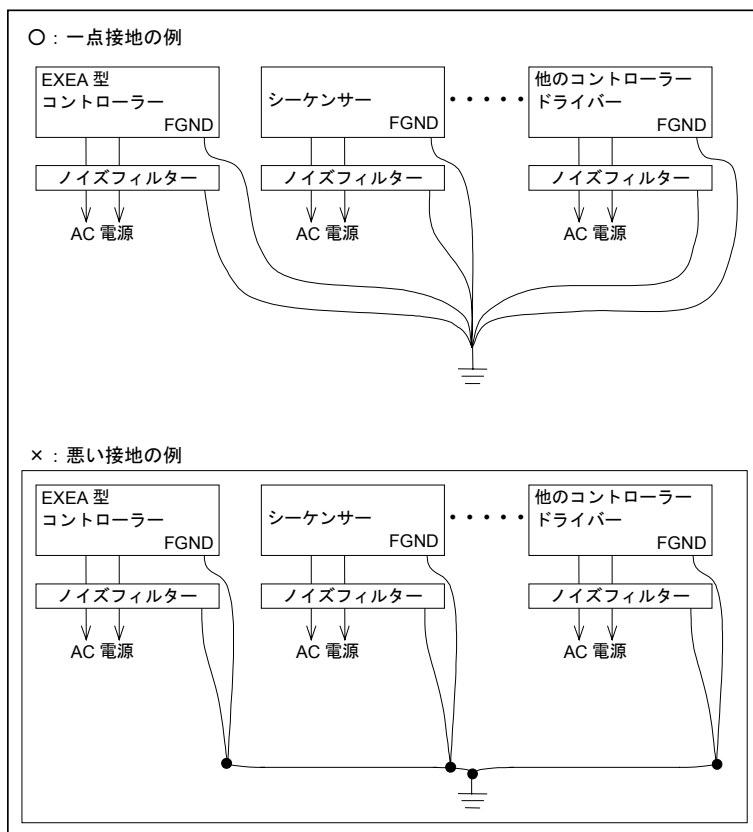 ○：一点接地の例
EXEA 型
コントローラー
FGND
シーケンサー
FGND
・・・・・
他のコントローラー
ドライバー
FGND
ノイズフィルター
ノイズフィルター
ノイズフィルター
AC 電源
AC 電源
AC 電源
×：悪い接地の例
EXEA 型
コントローラー
FGND
シーケンサー
FGND
・・・・・
他のコントローラー
ドライバー
FGND
ノイズフィルター
ノイズフィルター
ノイズフィルター
AC 電源
AC 電源
AC 電源